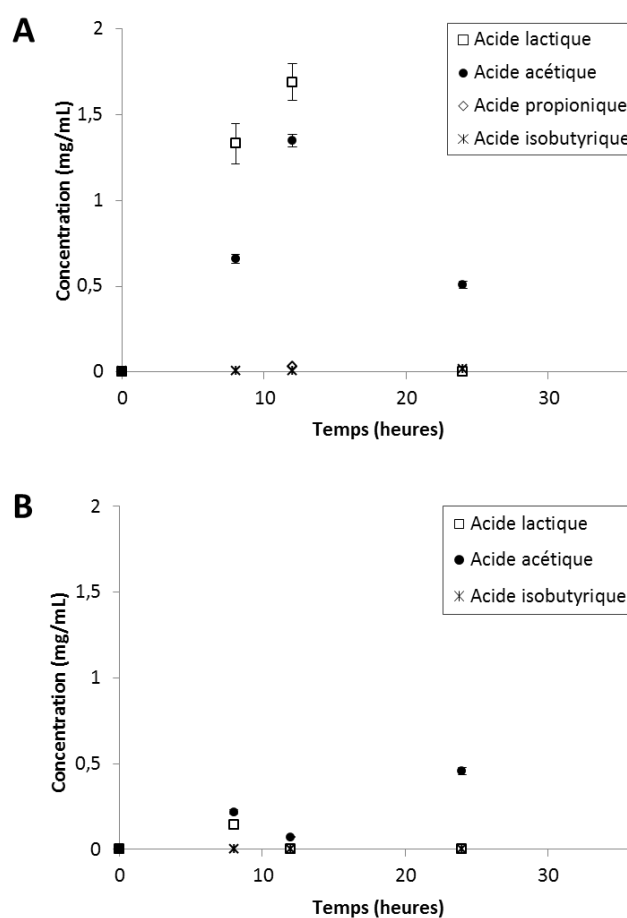 A
2
1,5
1
0,5
0
Concentration (mg/mL)
Acide lactique
Acide acétique
Acide propionique
Acide isobutyrique
0 10 20 30
Temps (heures)
B
2
1,5
1
0,5
0
Concentration (mg/mL)
Acide lactique
Acide acétique
Acide isobutyrique
0 10 20 30
Temps (heures)